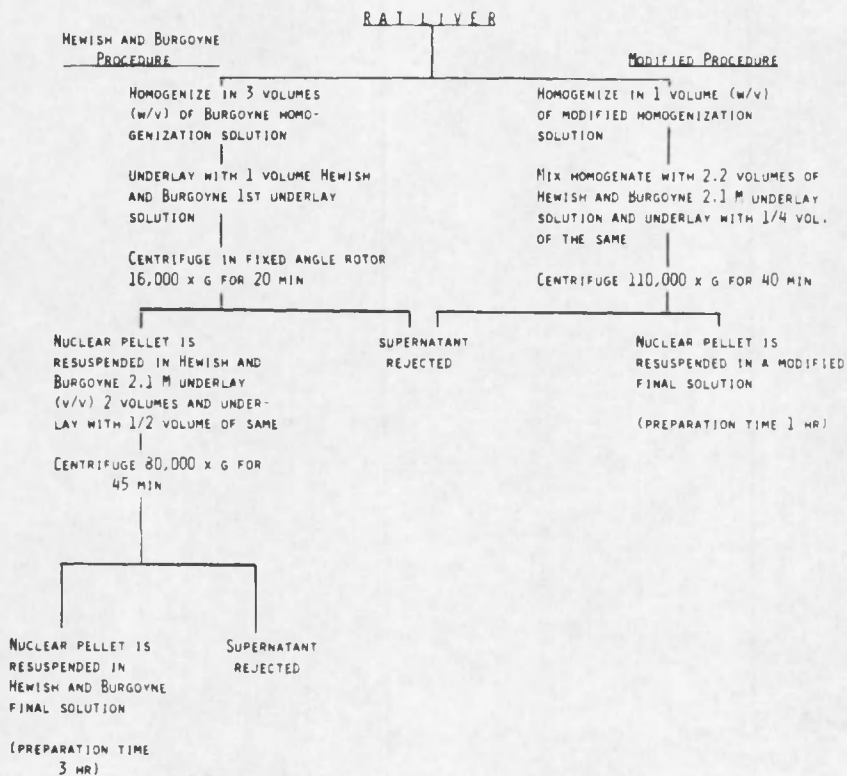 RAT LIVER
HEWISH AND BURGOYNE
PROCEDURE
HOMOGENIZE IN 3 VOLUMES
(W/V) OF BURGOYNE HOMO-
GENIZATION SOLUTION
UNDERLAY WITH 1 VOLUME HEWISH
AND BURGOYNE 1ST UNDERLAY
SOLUTION
CENTRIFUGE IN FIXED ANGLE ROTOR
16,000 X G FOR 20 MIN
NUCLEAR PELLET IS
RESUSPENDED IN HEWISH AND
BURGOYNE 2.1 M UNDERLAY
(V/V) 2 VOLUMES AND UNDER-
LAY WITH 1/2 VOLUME OF SAME
CENTRIFUGE 80,000 X G FOR
45 MIN
NUCLEAR PELLET IS
RESUSPENDED IN
HEWISH AND BURGOYNE
FINAL SOLUTION
(PREPARATION TIME
3 HR)
SUPERNATANT
REJECTED
SUPERNATANT
REJECTED
MODIFIED PROCEDURE
HOMOGENIZE IN 1 VOLUME (W/V)
OF MODIFIED HOMOGENIZATION
SOLUTION
MIX HOMOGENATE WITH 2.2 VOLUMES OF
HEWISH AND BURGOYNE 2.1 M UNDERLAY
SOLUTION AND UNDERLAY WITH 1/4 VOL.
OF THE SAME
CENTRIFUGE 110,000 X G FOR 40 MIN
NUCLEAR PELLET IS
RESUSPENDED IN A MODIFIED
FINAL SOLUTION
(PREPARATION TIME 1 HR)